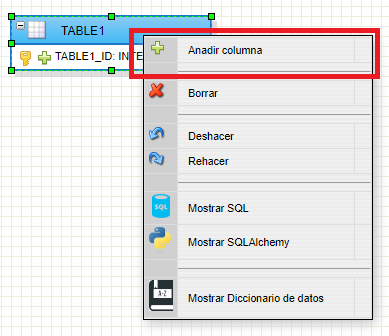 TABLE1
TABLE1_ID: INTE
Anadir columna
Borrar
Deshacer
Rehacer
SQL
Mostrar SQL
Mostrar SQLAlchemy
A-Z
Mostrar Diccionario de datos